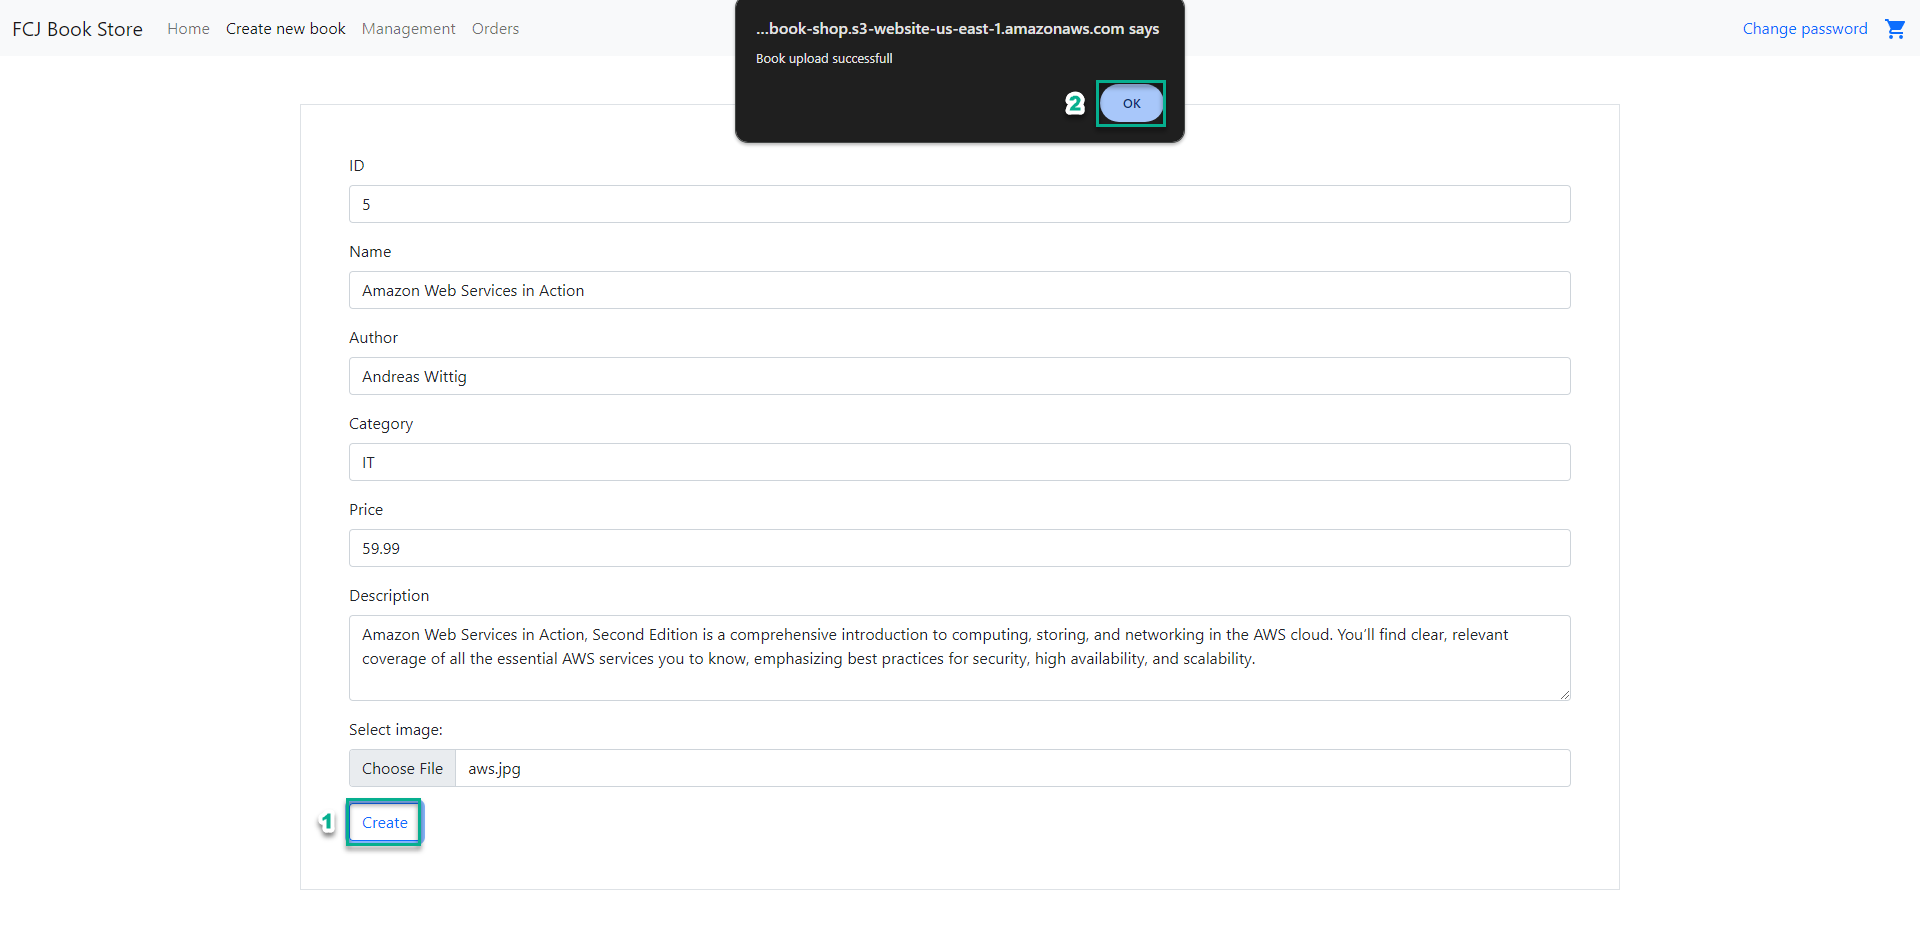 FCJ Book Store Home Create new book Management Orders Change password
...book-shop.s3-website-us-east-1.amazonaws.com says
Book upload successfull
2 OK
ID
5
Name
Amazon Web Services in Action
Author
Andreas Wittig
Category
IT
Price
59.99
Description
Amazon Web Services in Action, Second Edition is a comprehensive introduction to computing, storing, and networking in the AWS cloud. You’ll find clear, relevant
coverage of all the essential AWS services you to know, emphasizing best practices for security, high availability, and scalability.
Select image:
Choose File aws.jpg
1 Create